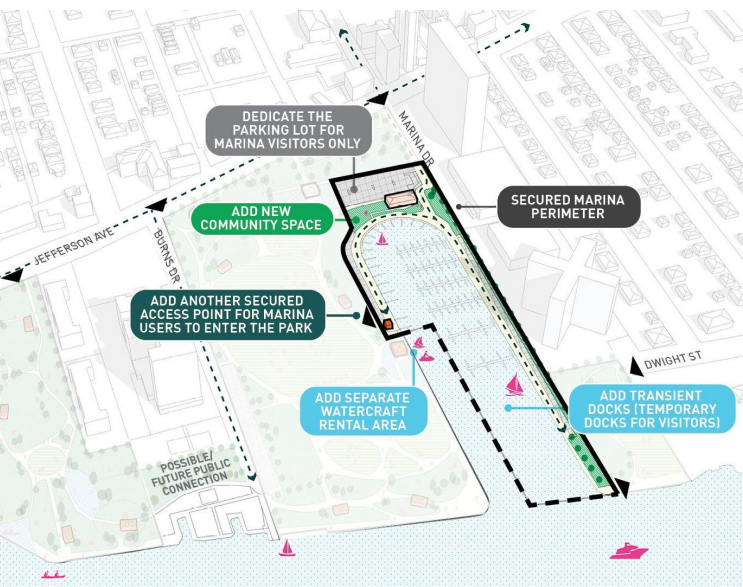 DEDICATE THE
PARKING LOT FOR
MARINA VISITORS ONLY
MARINA DR
SECURED MARINA
PERIMETER
ADD NEW
COMMUNITY SPACE
JEFFERSON AVE
BURNS DR
ADD ANOTHER SECURED
ACCESS POINT FOR MARINA
USERS TO ENTER THE PARK
DWIGHT ST
ADD SEPARATE
WATERCRAFT
RENTAL AREA
ADD TRANSIENT
DOCKS (TEMPORARY
DOCKS FOR VISITORS)
POSSIBLE/
FUTURE PUBLIC
CONNECTION